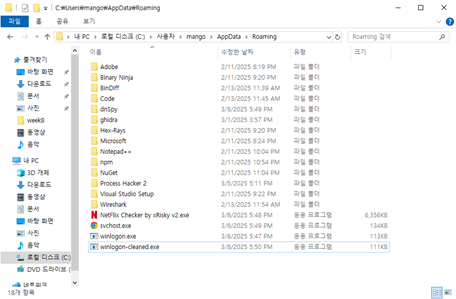 C:₩Users₩mango₩AppData₩Roaming
파일 홈 공유 보기
내 PC > 로컬 디스크 (C:) > 사용자 > mango > AppData > Roaming
Roaming 검색
이름 수정한 날짜 유형 크기
즐겨찾기
바탕 화면
다운로드
문서
사진
week8
동영상
음악
내 PC
3D 개체
다운로드
동영상
문서
바탕 화면
사진
음악
로컬 디스크 (C:)
DVD 드라이브 (
네트워크
Adobe 2/11/2025 8:19 PM 파일 폴더
Binary Ninja 2/11/2025 9:20 PM 파일 폴더
BinDiff 2/13/2025 11:39 AM 파일 폴더
Code 2/13/2025 11:45 AM 파일 폴더
dnSpy 3/8/2025 5:49 PM 파일 폴더
ghidra 3/1/2025 3:57 PM 파일 폴더
Hex-Rays 2/11/2025 9:20 PM 파일 폴더
Microsoft 2/11/2025 8:24 PM 파일 폴더
Notepad++ 2/11/2025 10:04 PM 파일 폴더
npm 2/11/2025 10:54 PM 파일 폴더
NuGet 2/11/2025 11:04 PM 파일 폴더
Process Hacker 2 3/5/2025 5:11 PM 파일 폴더
Visual Studio Setup 2/11/2025 9:22 PM 파일 폴더
Wireshark 2/13/2025 11:54 AM 파일 폴더
NetFlix Checker by xRisky v2.exe 3/8/2025 5:48 PM 응용 프로그램 6,356KB
svchost.exe 3/8/2025 5:49 PM 응용 프로그램 134KB
winlogon.exe 3/8/2025 5:47 PM 응용 프로그램 113KB
winlogon-cleaned.exe 3/8/2025 5:50 PM 응용 프로그램 111KB
18개 항목